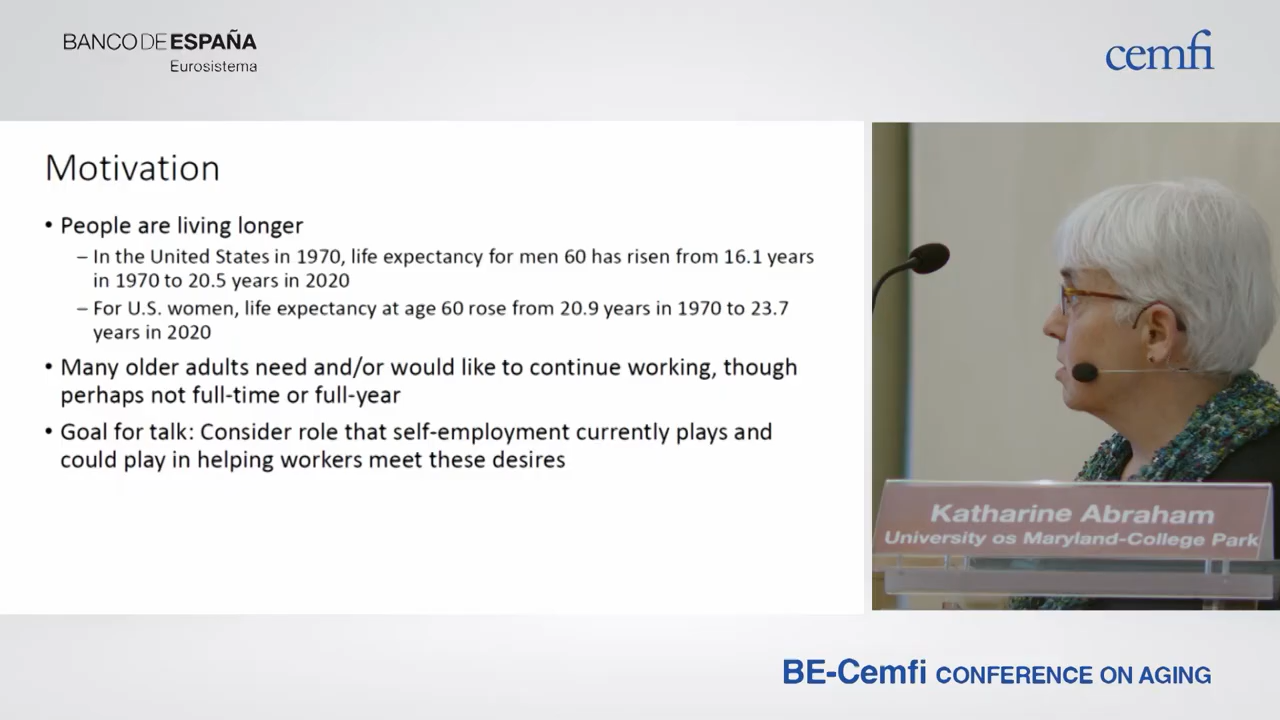 BANCO DE ESPAÑA
Eurosistema
cemfi
Motivation
• People are living longer
– In the United States in 1970, life expectancy for men 60 has risen from 16.1 years
in 1970 to 20.5 years in 2020
– For U.S. women, life expectancy at age 60 rose from 20.9 years in 1970 to 23.7
years in 2020
• Many older adults need and/or would like to continue working, though
perhaps not full-time or full-year
• Goal for talk: Consider role that self-employment currently plays and
could play in helping workers meet these desires
Katharine Abraham
University os Maryland-College Park
BE-Cemfi CONFERENCE ON AGING